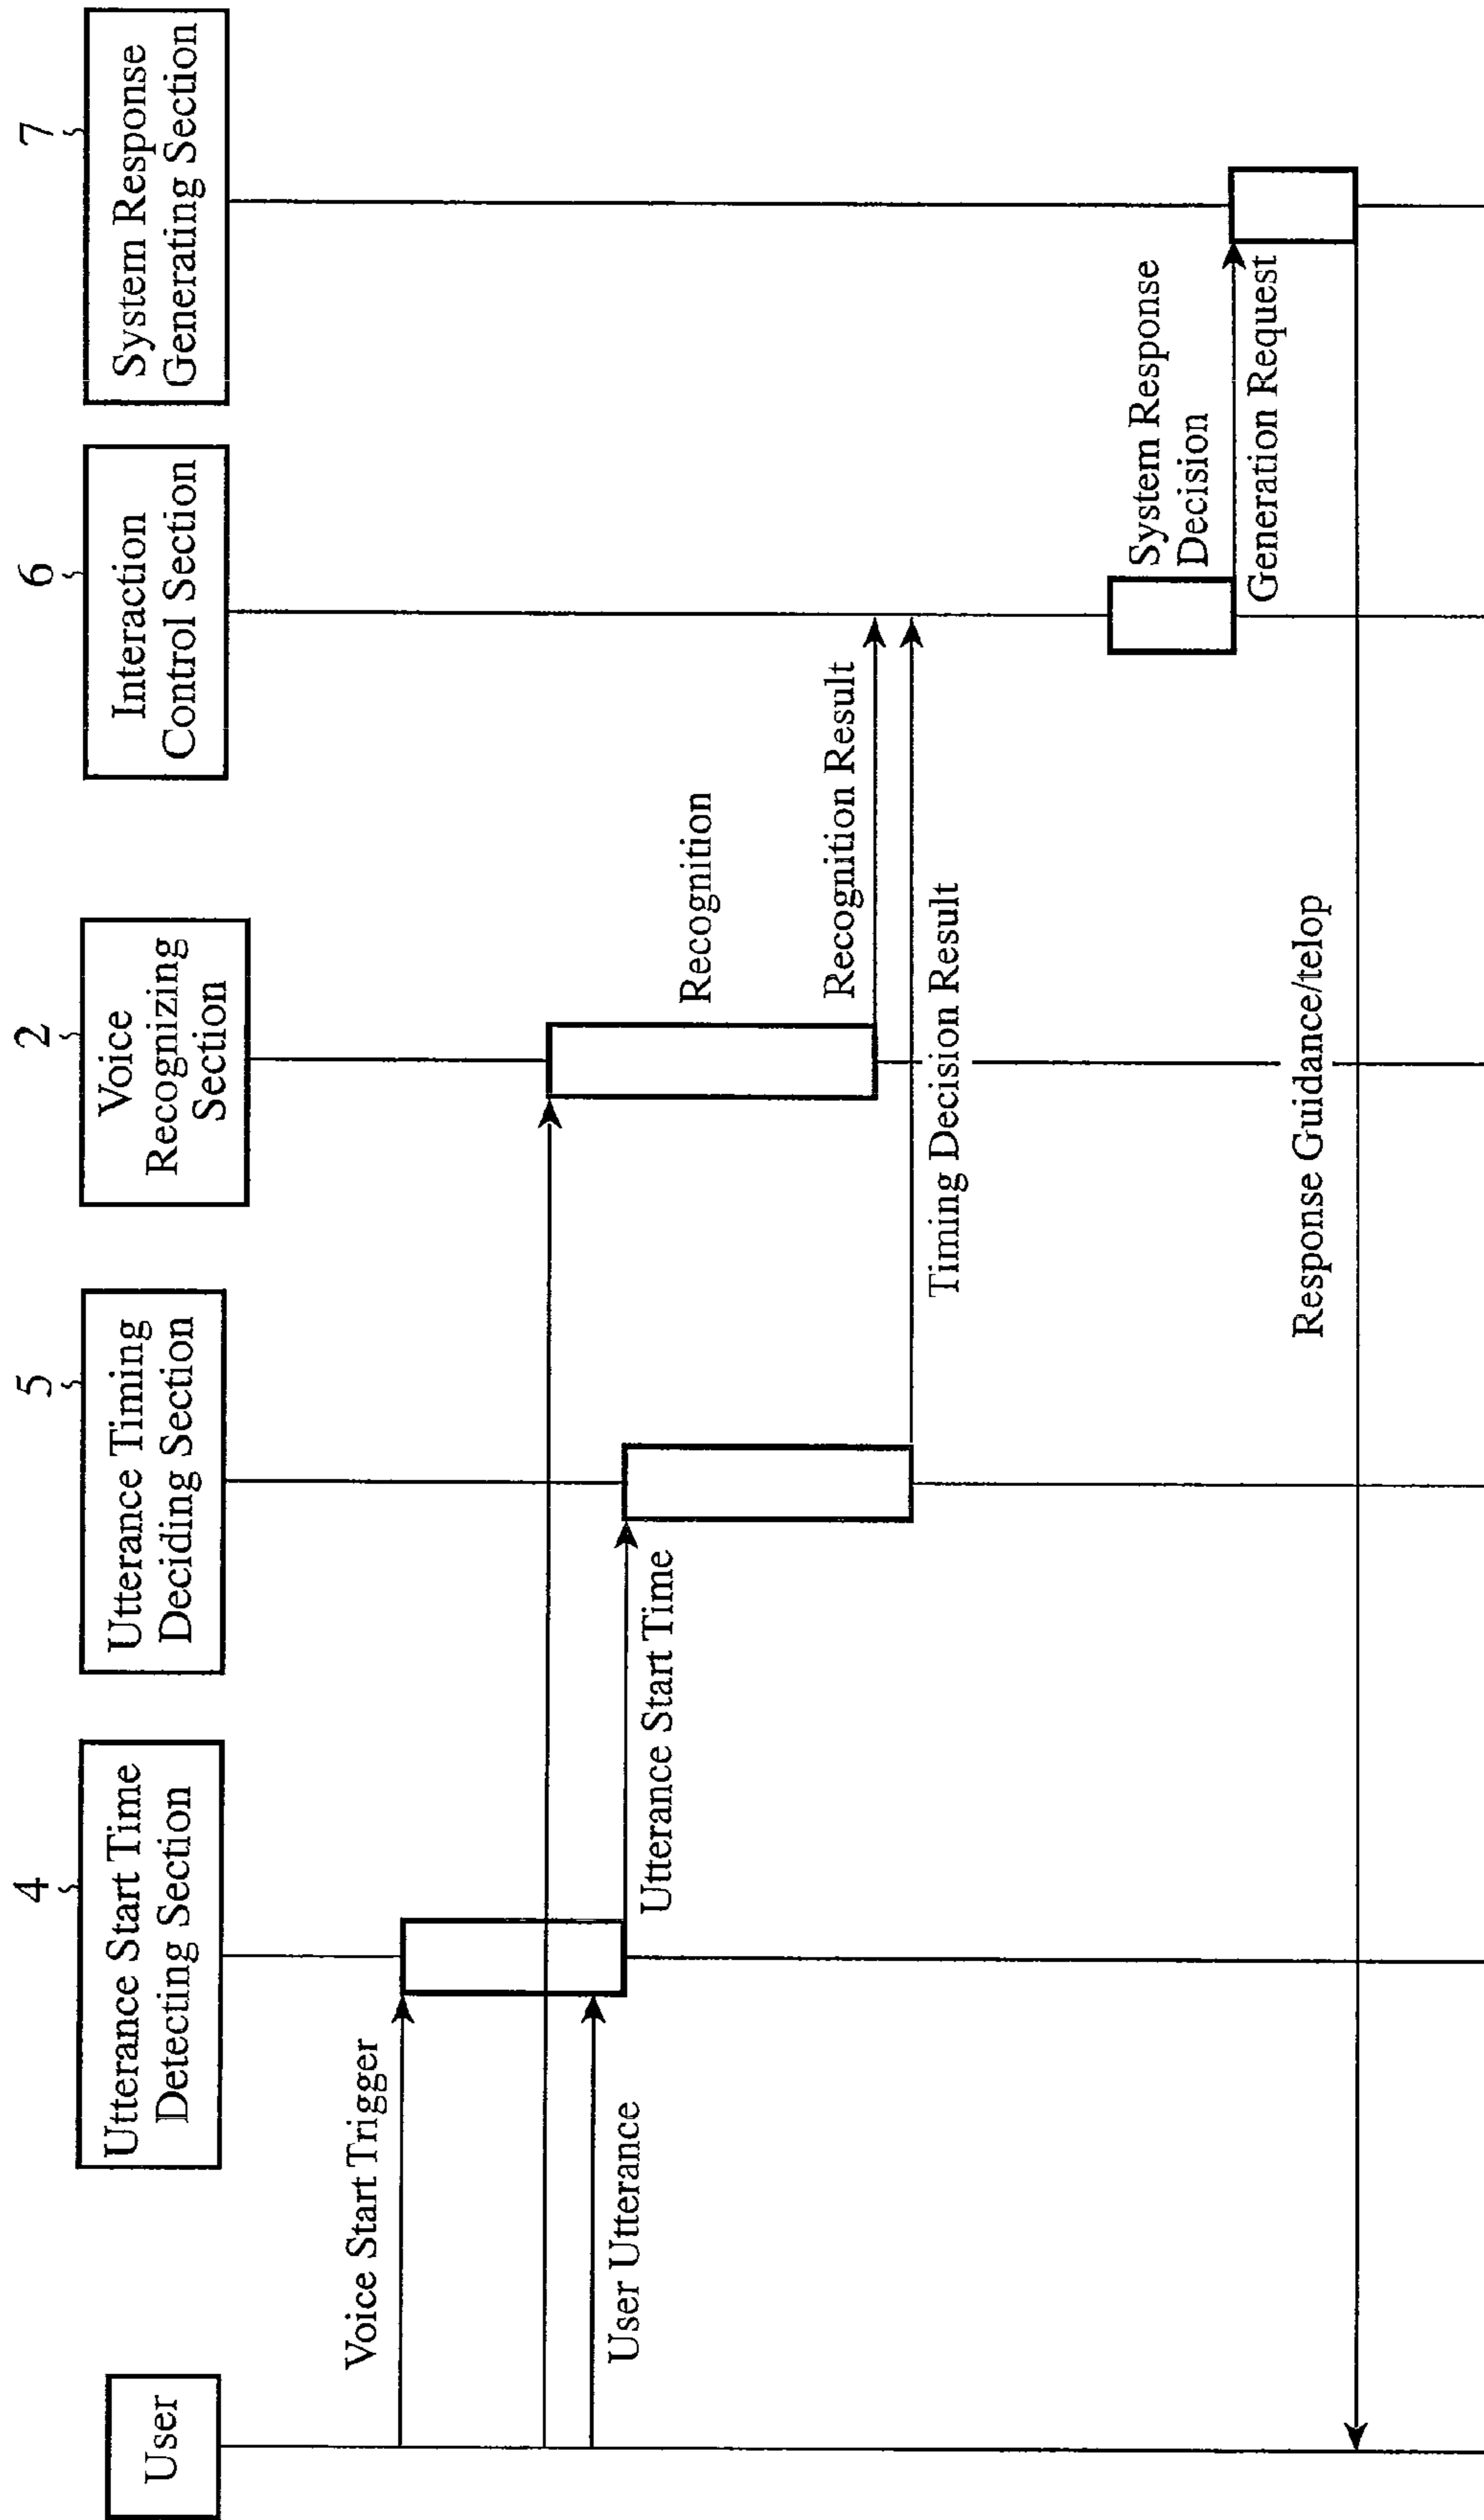 User
4
Utterance Start Time
Detecting Section
5
Utterance Timing
Deciding Section
2
Voice
Recognizing
Section
6
Interaction
Control Section
7
System Response
Generating Section
Voice Start Trigger
User Utterance
Utterance Start Time
Recognition
Recognition Result
Timing Decision Result
System Response
Decision
Generation Request
Response Guidance/telop